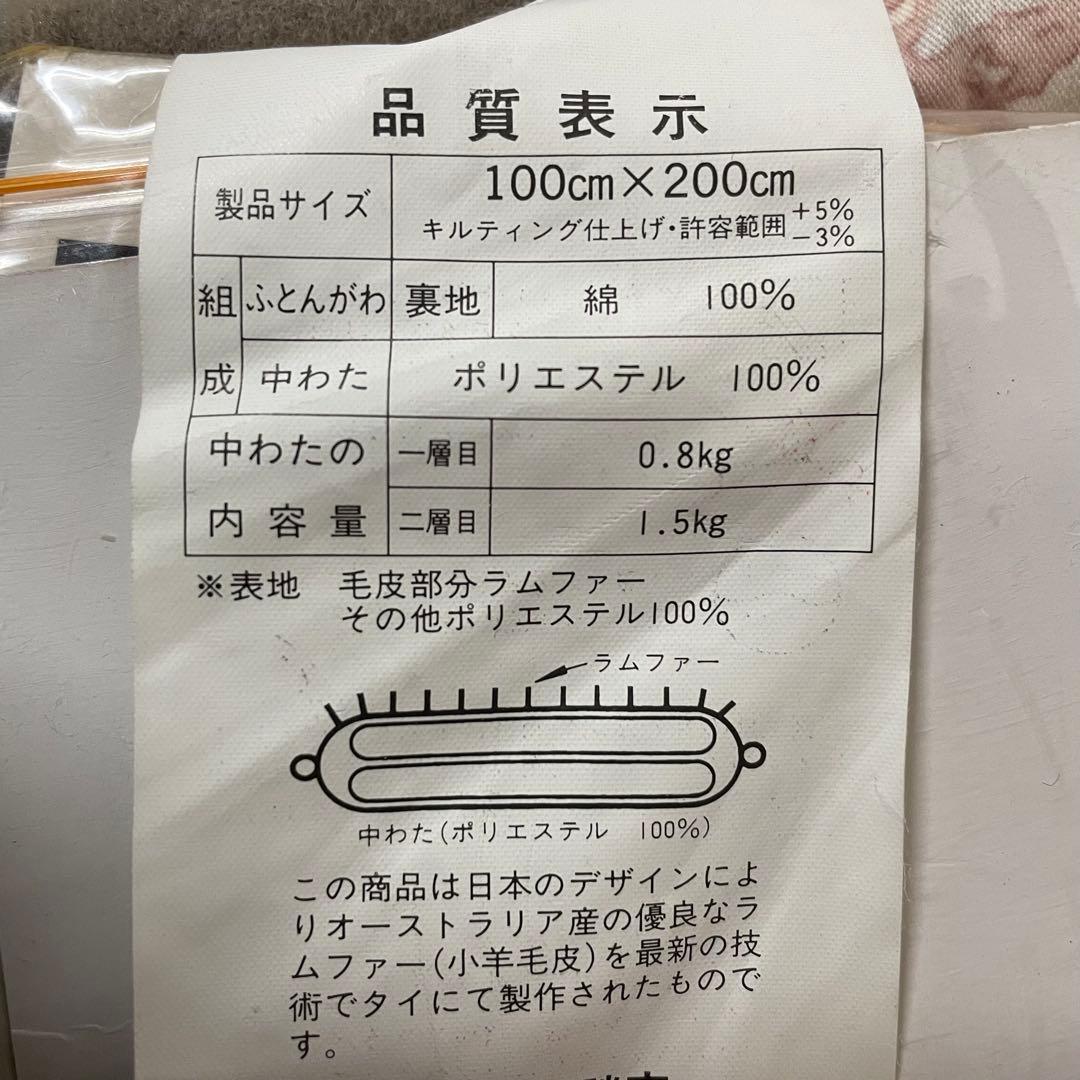 品質表示
製品サイズ 100cm×200cm
キルティング仕上げ・許容範囲 +5% −3%
組成 ふとんがわ 裏地 綿 100%
中わた ポリエステル 100%
中わたの内容量 一層目 0.8kg
二層目 1.5kg
※表地 毛皮部分ラムファー
その他ポリエステル100%
ラムファー
中わた(ポリエステル 100%)
この商品は日本のデザインによ
りオーストラリア産の優良なラ
ムファー(小羊毛皮)を最新の技
術でタイにて製作されたもので
す。